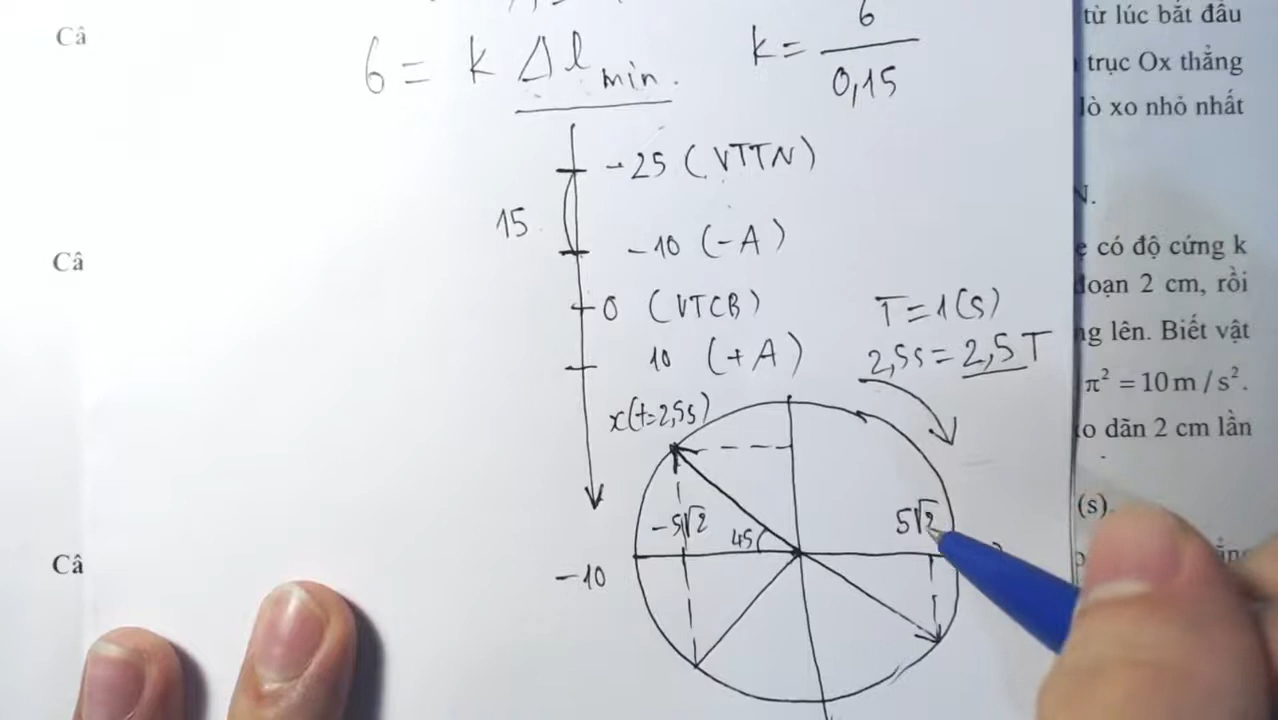 Câ
6 = k Δl min.
k = 6 / 0,15
-25 (VTTN)
15
-10 (-A)
0 (VTCB)
10 (+A)
T = 1(s)
2,5s = 2,5T
x(t=2,5s)
-5√2
45
5√2
-10
Câ
Câ
từ lúc bắt đầu
trục Ox thẳng
lò xo nhỏ nhất
N.
có độ cứng k
đoạn 2 cm, rồi
lên. Biết vật
π² = 10 m / s².
dãn 2 cm lần
(s)